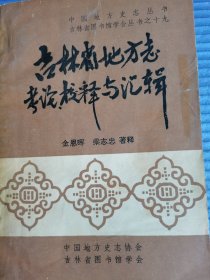 中国地方史志丛书
吉林省图书馆学会丛书之十九
吉林省地方志
考论校释与汇辑
金恩晖 柴志忠 著释
中国地方史志协会
吉林省图书馆学会